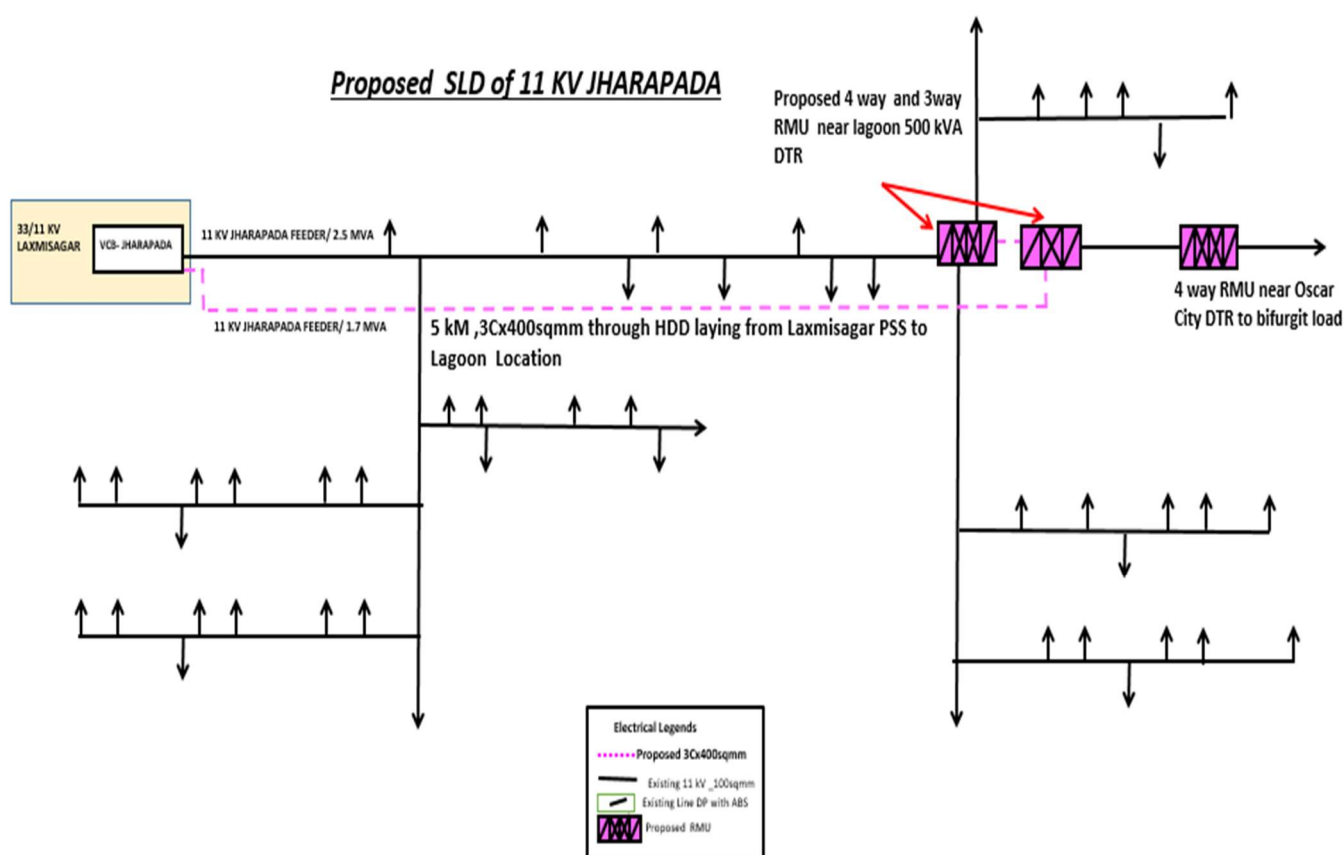 Proposed SLD of 11 KV JHARAPADA
Proposed 4 way and 3way
RMU near lagoon 500 kVA
DTR
33/11 KV
LAXMISAGAR
VCB- JHARAPADA
11 KV JHARAPADA FEEDER/ 2.5 MVA
4 way RMU near Oscar
City DTR to bifurgit load
11 KV JHARAPADA FEEDER/ 1.7 MVA
5 kM ,3Cx400sqmm through HDD laying from Laxmisagar PSS to
Lagoon Location
Electrical Legends
Proposed 3Cx400sqmm
Existing 11 kV _100sqmm
Existing Line DP with ABS
Proposed RMU